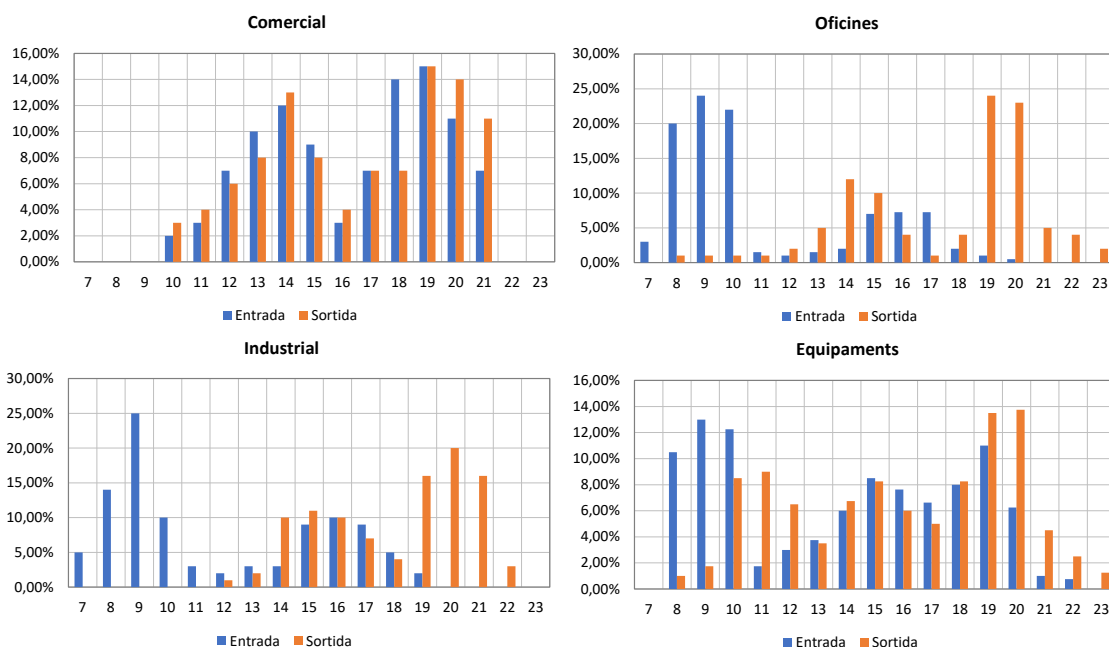 Comercial
16,00%
14,00%
12,00%
10,00%
8,00%
6,00%
4,00%
2,00%
0,00%
7 8 9 10 11 12 13 14 15 16 17 18 19 20 21 22 23
Entrada Sortida
Oficines
30,00%
25,00%
20,00%
15,00%
10,00%
5,00%
0,00%
7 8 9 10 11 12 13 14 15 16 17 18 19 20 21 22 23
Entrada Sortida
Industrial
30,00%
25,00%
20,00%
15,00%
10,00%
5,00%
0,00%
7 8 9 10 11 12 13 14 15 16 17 18 19 20 21 22 23
Entrada Sortida
Equipaments
16,00%
14,00%
12,00%
10,00%
8,00%
6,00%
4,00%
2,00%
0,00%
7 8 9 10 11 12 13 14 15 16 17 18 19 20 21 22 23
Entrada Sortida